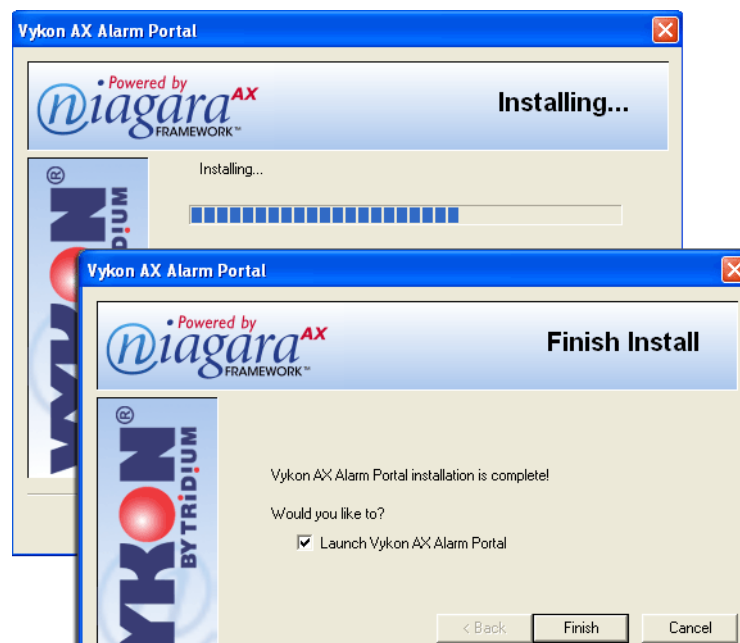 Vykon AX Alarm Portal
• Powered by
niagara AX
FRAMEWORK™
Installing...
Installing...
Vykon AX Alarm Portal
• Powered by
niagara AX
FRAMEWORK™
Finish Install
YKON®
BY TRiDiUM
Vykon AX Alarm Portal installation is complete!
Would you like to?
Launch Vykon AX Alarm Portal
< Back
Finish
Cancel